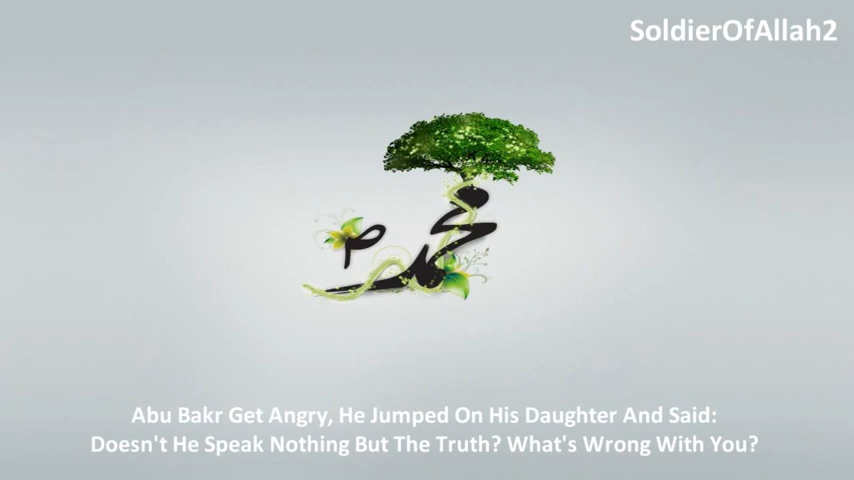 SoldierOfAllah2
محمد
Abu Bakr Get Angry, He Jumped On His Daughter And Said:
Doesn't He Speak Nothing But The Truth? What's Wrong With You?